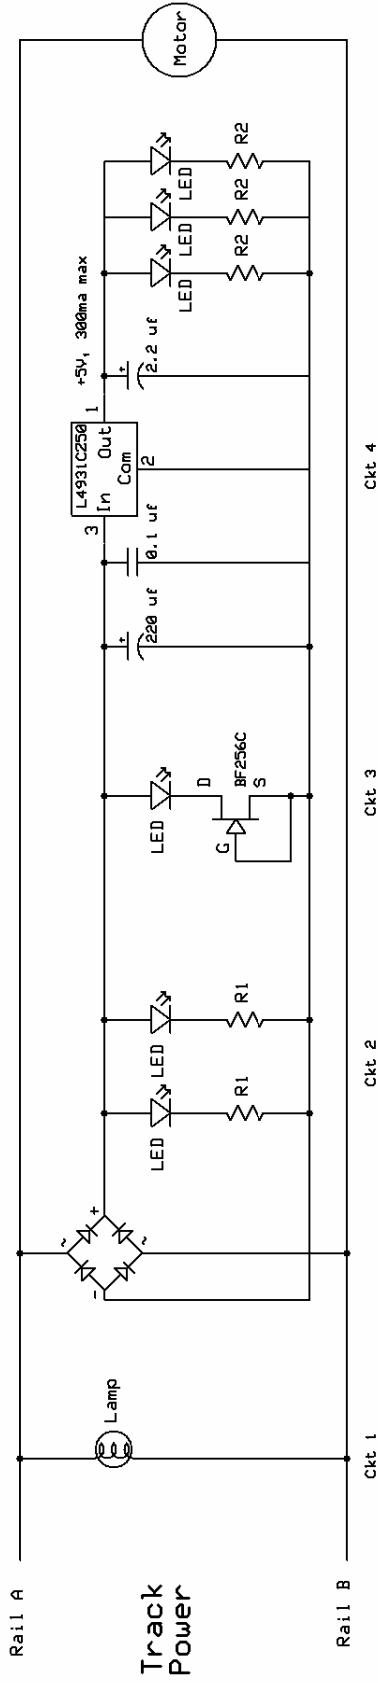 Rail A
Track
Power
Rail B
Lamp
~
-
+
~
LED
R1
LED
R1
LED
D
G
BF256C
S
+
220 uf
0.1 uf
L4931CZ50
3
In
Out
1
Com
2
+5V, 300ma max
+
2.2 uf
LED
R2
LED
R2
LED
R2
Motor
Ckt 1
Ckt 2
Ckt 3
Ckt 4